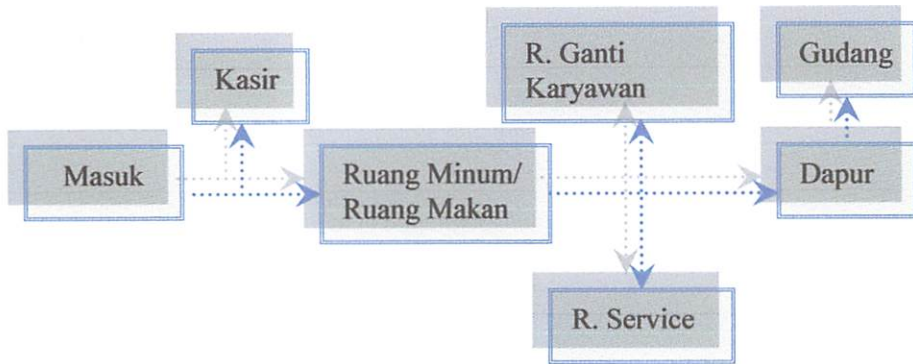 Kasir
R. Ganti
Karyawan
Gudang
Masuk
Ruang Minum/
Ruang Makan
Dapur
R. Service